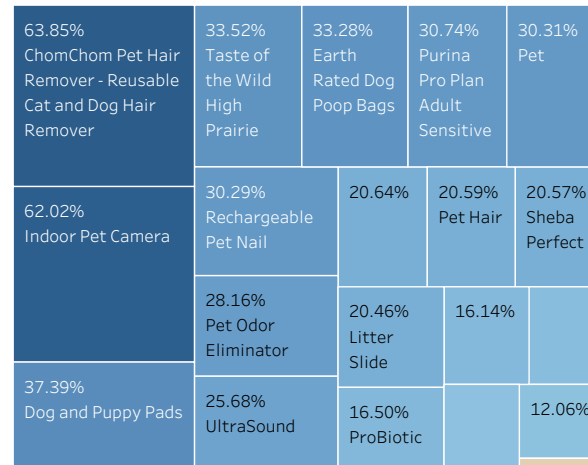 63.85%
ChomChom Pet Hair
Remover - Reusable
Cat and Dog Hair
Remover
62.02%
Indoor Pet Camera
37.39%
Dog and Puppy Pads
33.52%
Taste of
the Wild
High
Prairie
33.28%
Earth
Rated Dog
Poop Bags
30.74%
Purina
Pro Plan
Adult
Sensitive
30.31%
Pet
30.29%
Rechargeable
Pet Nail
28.16%
Pet Odor
Eliminator
25.68%
UltraSound
20.64%
20.59%
Pet Hair
20.57%
Sheba
Perfect
20.46%
Litter
Slide
16.50%
ProBiotic
16.14%
12.06%